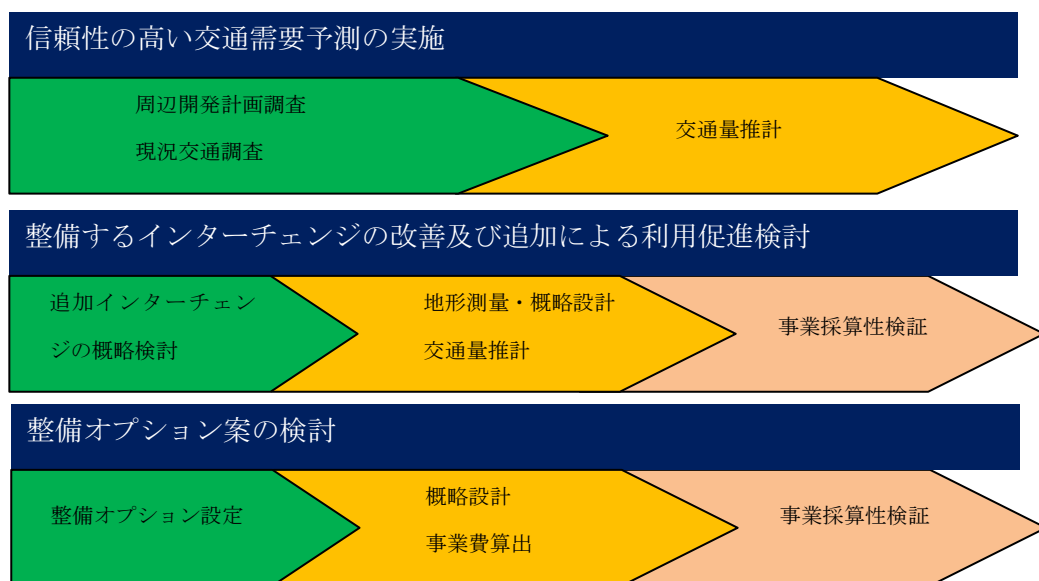 信頼性の高い交通需要予測の実施
周辺開発計画調査
現況交通調査
交通量推計
整備するインターチェンジの改善及び追加による利用促進検討
追加インターチェン
ジの概略検討
地形測量・概略設計
交通量推計
事業採算性検証
整備オプション案の検討
整備オプション設定
概略設計
事業費算出
事業採算性検証